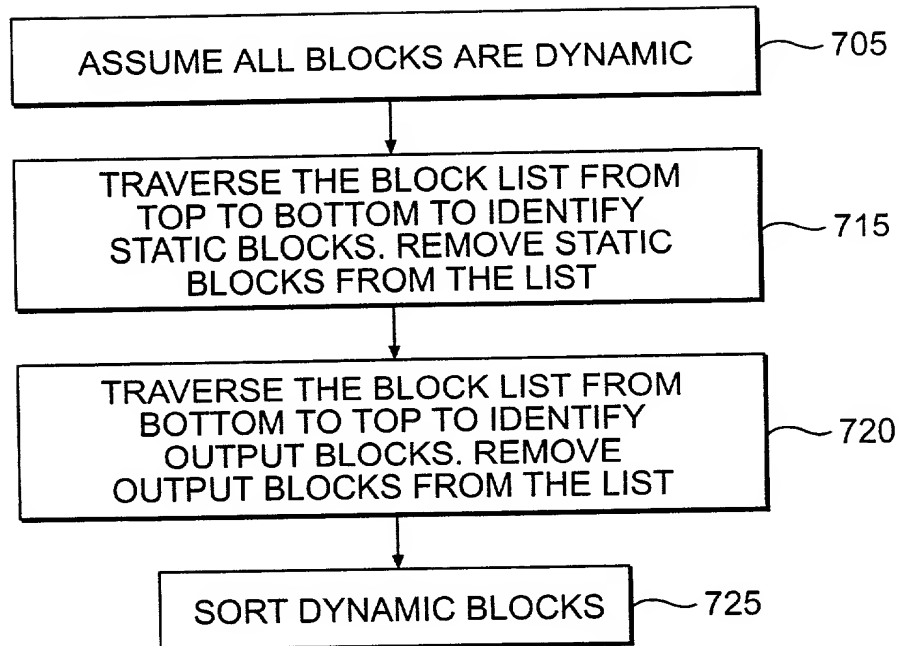 ASSUME ALL BLOCKS ARE DYNAMIC
705
TRAVERSE THE BLOCK LIST FROM
TOP TO BOTTOM TO IDENTIFY
STATIC BLOCKS. REMOVE STATIC
BLOCKS FROM THE LIST
715
TRAVERSE THE BLOCK LIST FROM
BOTTOM TO TOP TO IDENTIFY
OUTPUT BLOCKS. REMOVE
OUTPUT BLOCKS FROM THE LIST
720
SORT DYNAMIC BLOCKS
725